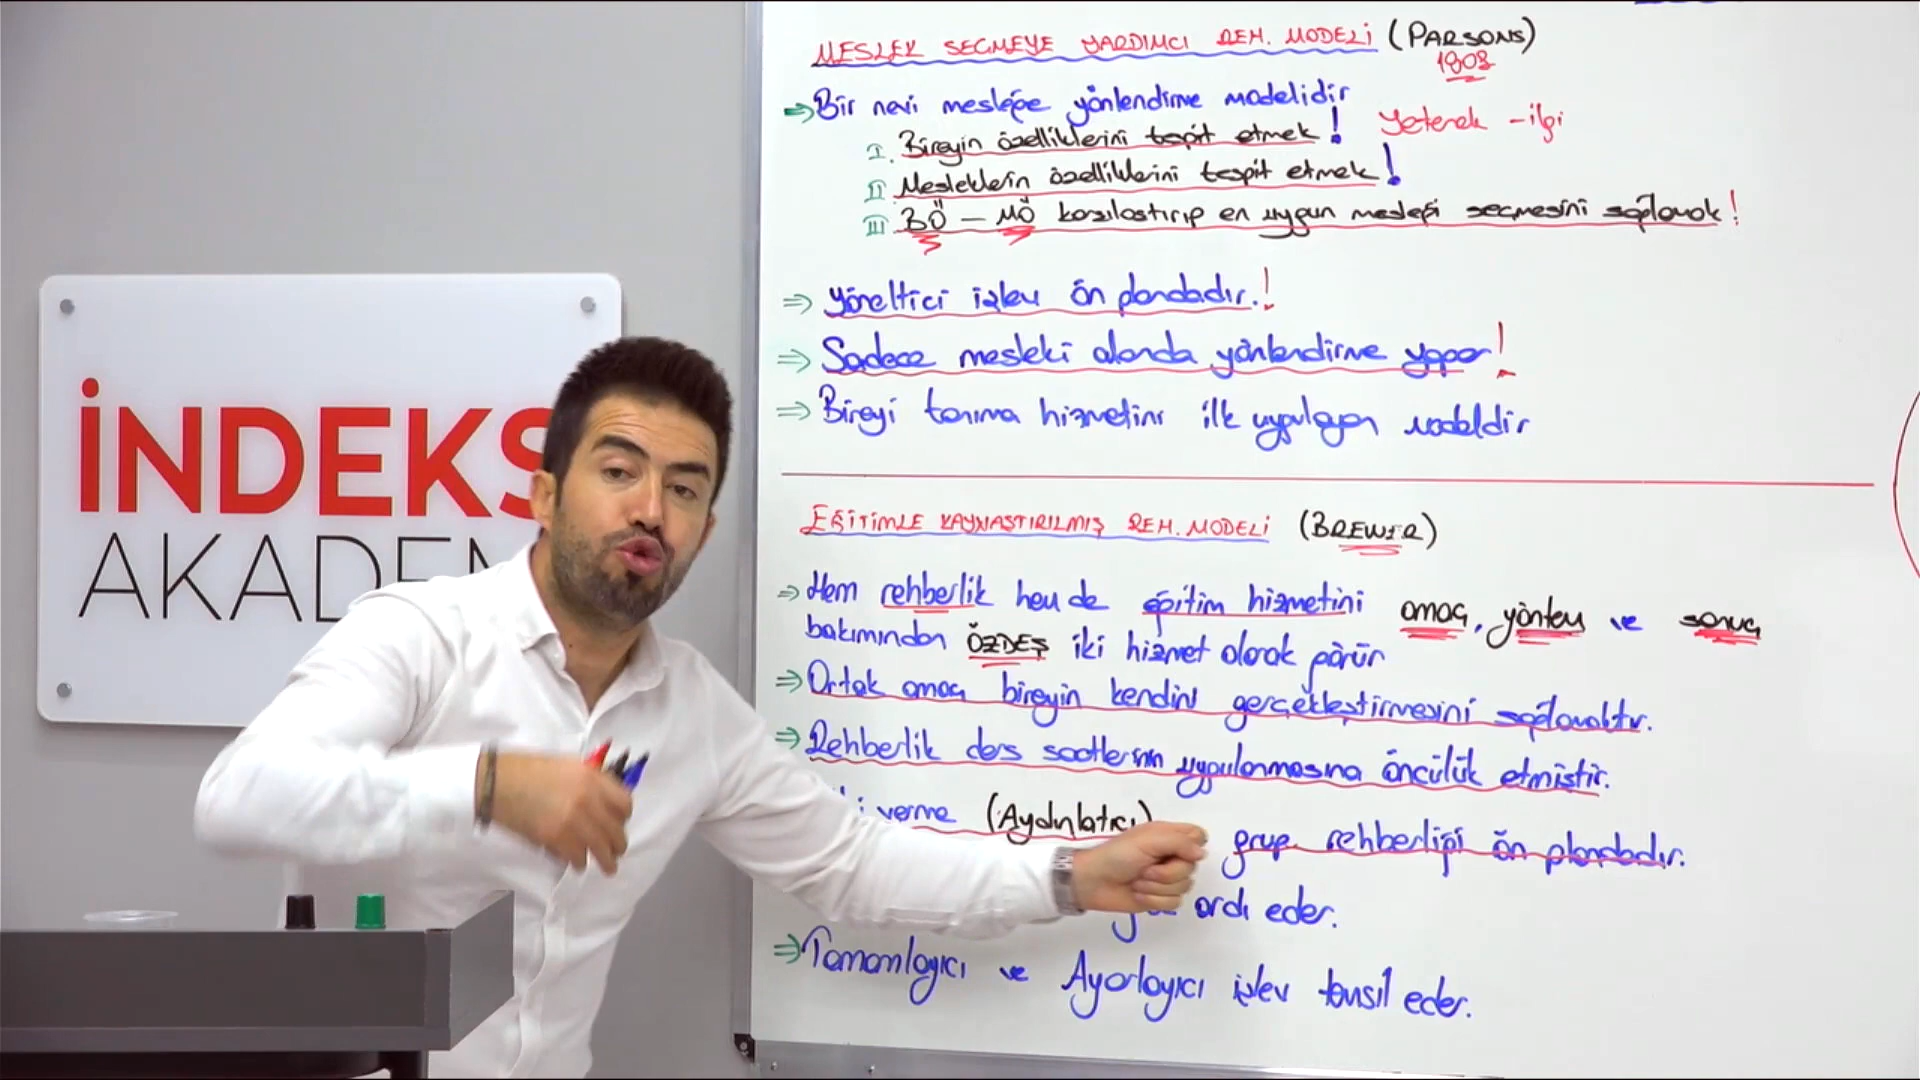 İNDEKS
AKADEM
MESLEK SEÇMEYE YARDIMCI REH. MODELİ (PARSONS)
1908
⇒ Bir nevi mesleğe yönlendirme modelidir
I. Bireyin özelliklerini tespit etmek! Yetenek - ilgi
II Mesleklerin özelliklerini tespit etmek!
III BÖ – MÖ karşılaştırıp en uygun mesleği seçmesini sağlamak!
⇒ Yöneltici işlev ön plandadır.!
⇒ Sadece mesleki alanda yönlendirme yapar!
⇒ Bireyi tanıma hizmetini ilk uygulayan modeldir
EĞİTİMLE KAYNAŞTIRILMIŞ REH. MODELİ (BREWER)
⇒ Hem rehberlik hem de eğitim hizmetini amaç, yöntem ve sonuç
bakımından ÖZDEŞ iki hizmet olarak görür
⇒ Ortak amaç bireyin kendini gerçekleştirmesini sağlamaktır.
⇒ Rehberlik ders saatlerinin uygulanmasına öncülük etmiştir.
verme (Aydınlatıcı) grup rehberliği ön plandadır.
ardı eder.
⇒ Tamamlayıcı ve Ayarlayıcı işlev temsil eder.